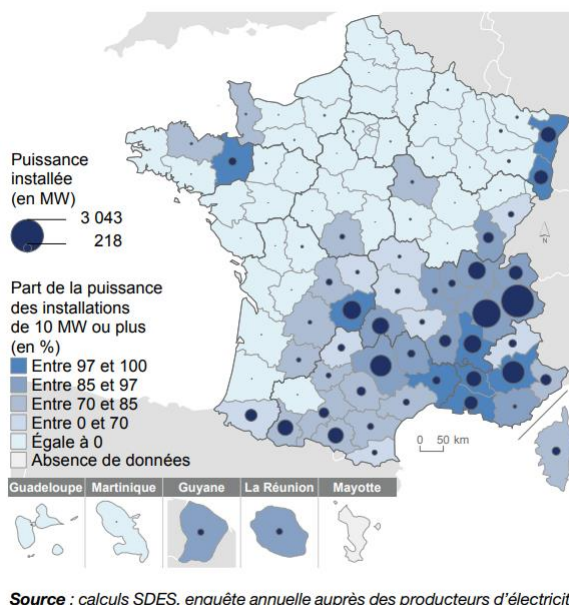 Puissance
installée
(en MW)
3 043
218
N
Part de la puissance
des installations
de 10 MW ou plus
(en %)
Entre 97 et 100
Entre 85 et 97
Entre 70 et 85
Entre 0 et 70
Égale à 0
Absence de données
0 50 km
Guadeloupe Martinique Guyane La Réunion Mayotte
Source : calculs SDES, enquête annuelle auprès des producteurs d'électricit